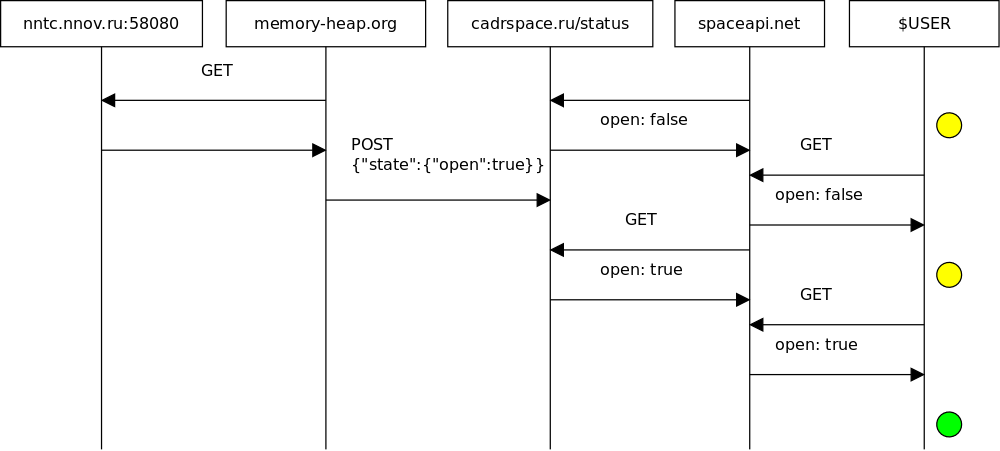 nntc.nnov.ru:58080
memory-heap.org
cadrspace.ru/status
spaceapi.net
$USER
GET
open: false
POST
{"state":{"open":true}}
GET
open: false
GET
open: true
GET
open: true